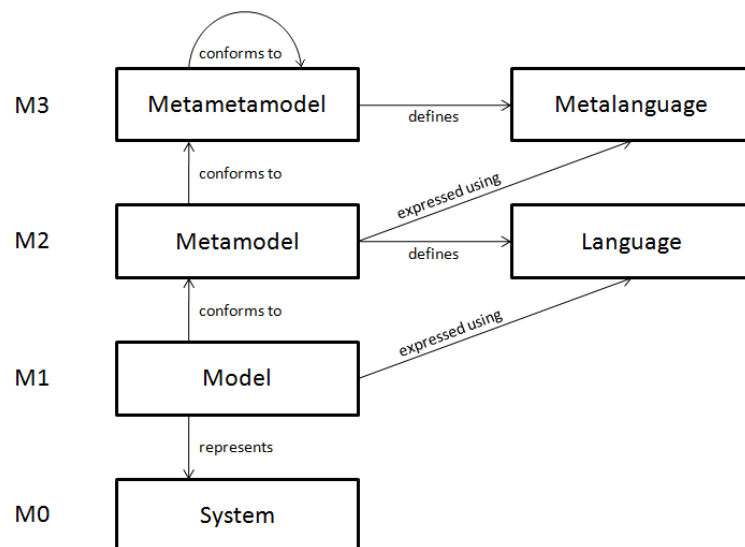 conforms to
M3
Metametamodel
defines
Metalanguage
conforms to
expressed using
M2
Metamodel
defines
Language
conforms to
expressed using
M1
Model
represents
M0
System